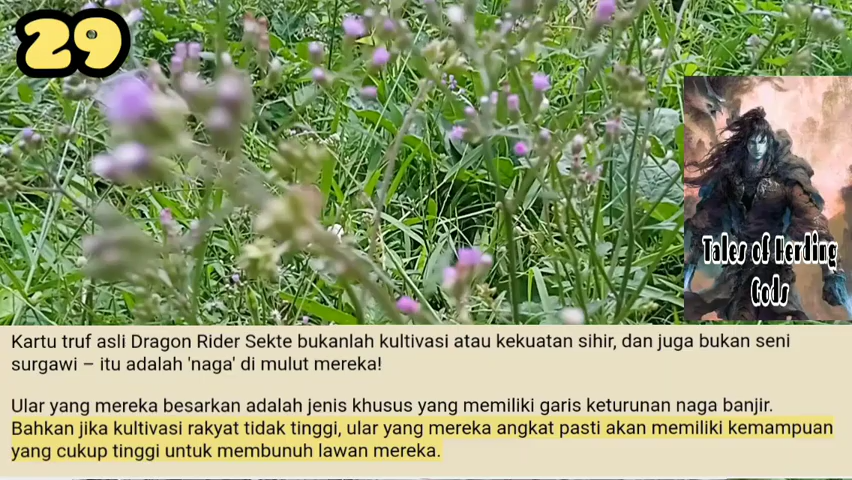 29
Tales of Herding
Gods
Kartu truf asli Dragon Rider Sekte bukanlah kultivasi atau kekuatan sihir, dan juga bukan seni
surgawi – itu adalah 'naga' di mulut mereka!
Ular yang mereka besarkan adalah jenis khusus yang memiliki garis keturunan naga banjir.
Bahkan jika kultivasi rakyat tidak tinggi, ular yang mereka angkat pasti akan memiliki kemampuan
yang cukup tinggi untuk membunuh lawan mereka.